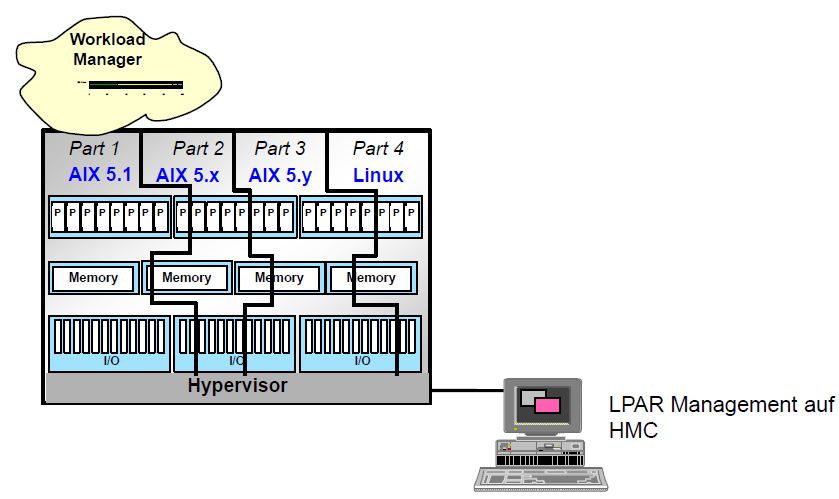 Workload
Manager
Part 1 Part 2 Part 3 Part 4
AIX 5.1 AIX 5.x AIX 5.y Linux
P P P P P P P P P P P P P P P P P P P P P P P P
Memory Memory Memory Memory
I/O I/O I/O
Hypervisor
LPAR Management auf
HMC